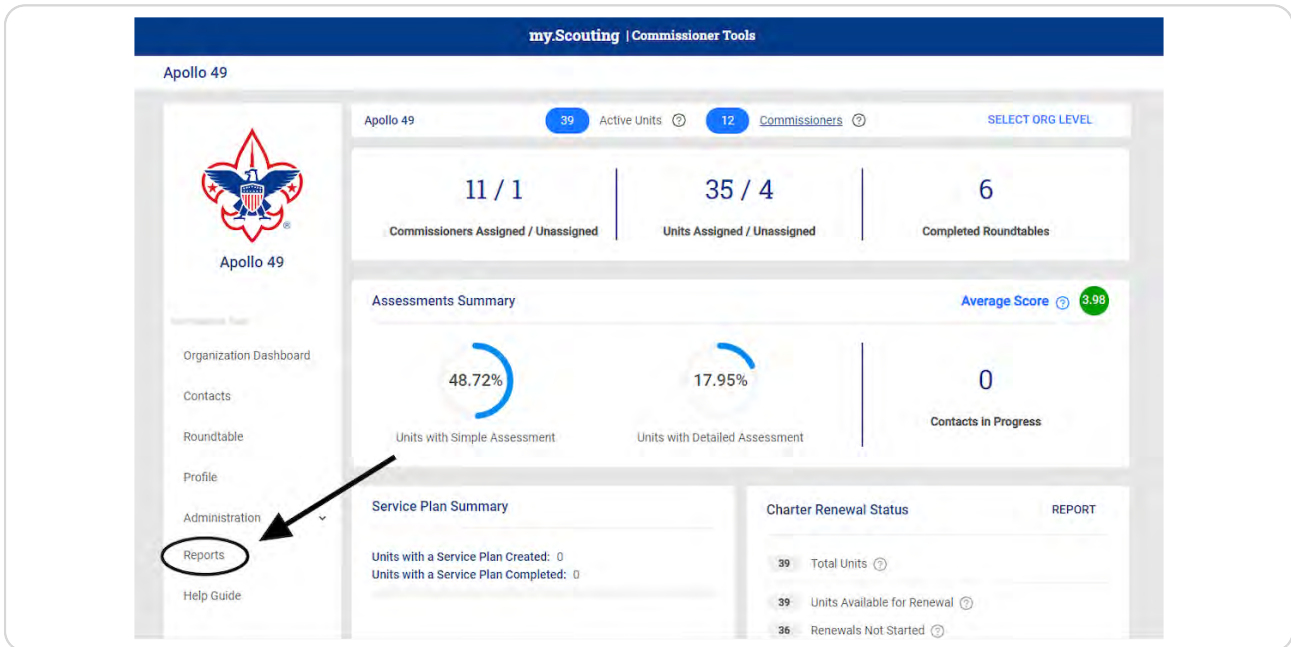 my.Scouting | Commissioner Tools
Apollo 49
®
Apollo 49
Organization Dashboard
Contacts
Roundtable
Profile
Administration
Reports
Help Guide
Apollo 49 39 Active Units ? 12 Commissioners ? SELECT ORG LEVEL
11 / 1 35 / 4 6
Commissioners Assigned / Unassigned Units Assigned / Unassigned Completed Roundtables
Assessments Summary Average Score ? 3.98
48.72% 17.95% 0
Units with Simple Assessment Units with Detailed Assessment Contacts in Progress
Service Plan Summary
Units with a Service Plan Created: 0
Units with a Service Plan Completed: 0
Charter Renewal Status REPORT
39 Total Units ?
39 Units Available for Renewal ?
36 Renewals Not Started ?